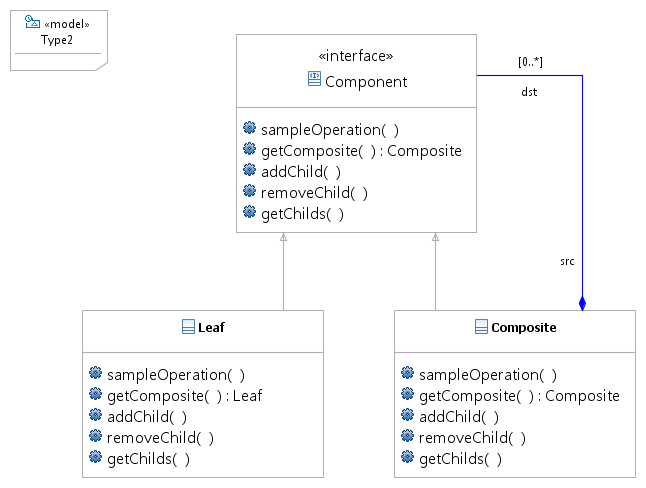 «model»
Type2
«interface»
Component
sampleOperation( )
getComposite( ) : Composite
addChild( )
removeChild( )
getChilds( )
[0..*]
dst
src
Leaf
sampleOperation( )
getComposite( ) : Leaf
addChild( )
removeChild( )
getChilds( )
Composite
sampleOperation( )
getComposite( ) : Composite
addChild( )
removeChild( )
getChilds( )